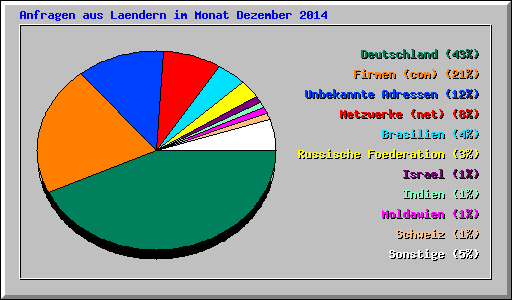 Anfragen aus Laendern im Monat Dezember 2014
Deutschland (43%)
Firmen (com) (21%)
Unbekannte Adressen (12%)
Netzwerke (net) (8%)
Brasilien (4%)
Russische Foederation (3%)
Israel (1%)
Indien (1%)
Moldawien (1%)
Schweiz (1%)
Sonstige (5%)